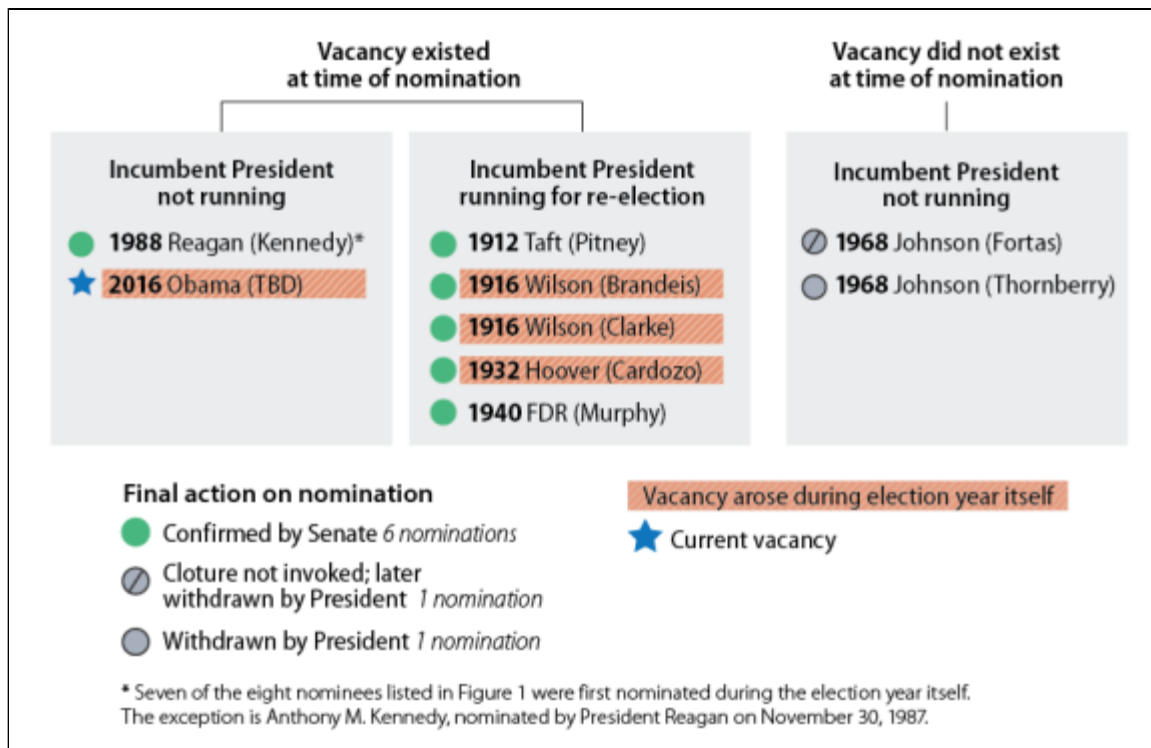 Vacancy existed
at time of nomination
Vacancy did not exist
at time of nomination
Incumbent President
not running
1988 Reagan (Kennedy)*
2016 Obama (TBD)
Incumbent President
running for re-election
1912 Taft (Pitney)
1916 Wilson (Brandeis)
1916 Wilson (Clarke)
1932 Hoover (Cardozo)
1940 FDR (Murphy)
Incumbent President
not running
1968 Johnson (Fortas)
1968 Johnson (Thornberry)
Final action on nomination
Confirmed by Senate 6 nominations
Cloture not invoked; later
withdrawn by President 1 nomination
Withdrawn by President 1 nomination
Vacancy arose during election year itself
Current vacancy
* Seven of the eight nominees listed in Figure 1 were first nominated during the election year itself.
The exception is Anthony M. Kennedy, nominated by President Reagan on November 30, 1987.